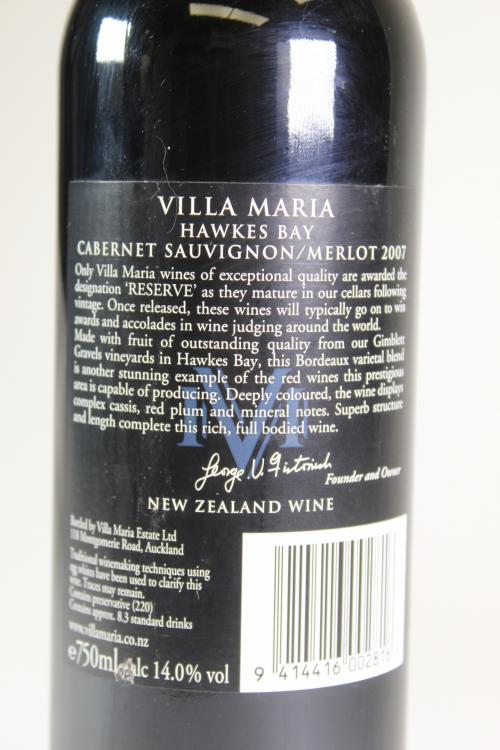 VILLA MARIA
HAWKES BAY
CABERNET SAUVIGNON/MERLOT 2007
Only Villa Maria wines of exceptional quality are awarded the
designation 'RESERVE' as they mature in our cellars following
vintage. Once released, these wines will typically go on to win
awards and accolades in wine judging around the world.
Made with fruit of outstanding quality from our Gimblett
Gravels vineyards in Hawkes Bay, this Bordeaux varietal blend
is another stunning example of the red wines this prestigious
area is capable of producing. Deeply coloured, the wine displays
complex cassis, red plum and mineral notes. Superb structure
and length complete this rich, full bodied wine.
VM
George V. Fistonich
Founder and Owner
NEW ZEALAND WINE
Bottled by Villa Maria Estate Ltd
118 Montgomerie Road, Auckland
Traditional winemaking techniques using
egg whites have been used to clarify this
wine. Traces may remain.
Contains preservative (220)
Contains approx. 8.3 standard drinks
www.villamaria.co.nz
e750ml alc 14.0% vol
9 414416 002816